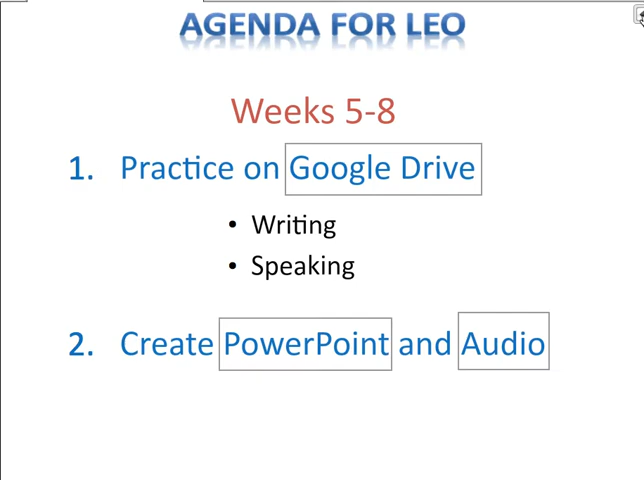 AGENDA FOR LEO
Weeks 5-8
1. Practice on Google Drive
• Writing
• Speaking
2. Create PowerPoint and Audio